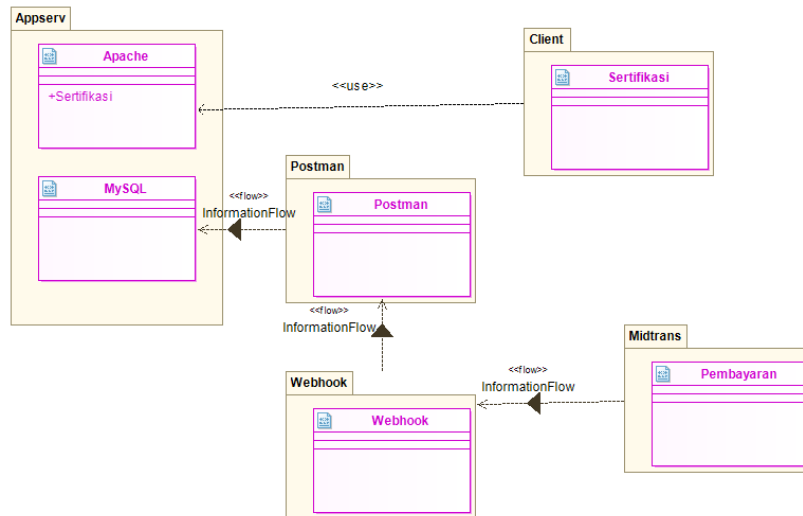 Appserv
Apache
+Sertifikasi
MySQL
<<use>>
Client
Sertifikasi
Postman
Postman
<<flow>>
InformationFlow
<<flow>>
InformationFlow
Webhook
Webhook
<<flow>>
InformationFlow
Midtrans
Pembayaran